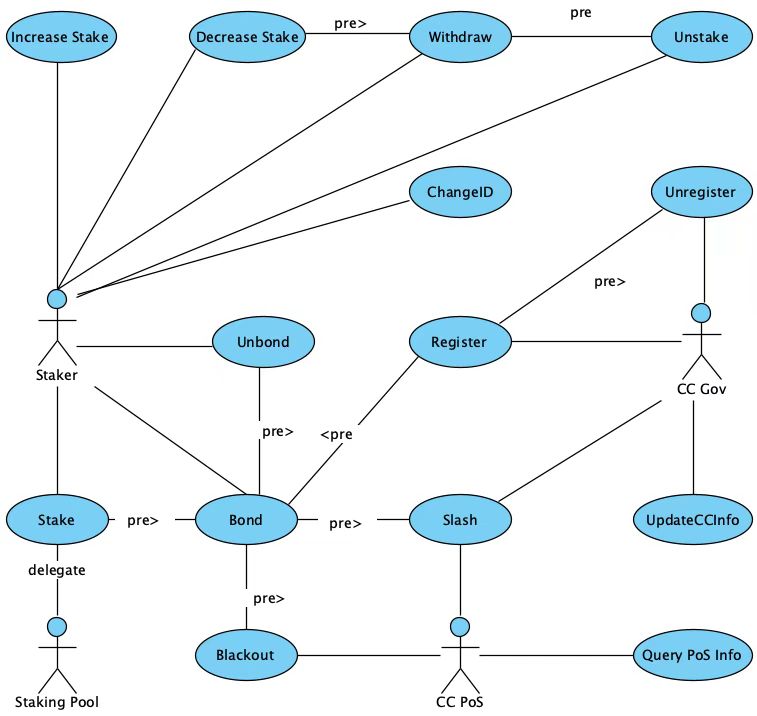 Increase Stake
Decrease Stake
pre>
Withdraw
pre
Unstake
ChangeID
Unregister
pre>
Unbond
Register
Staker
CC Gov
pre>
<pre
Stake
pre>
Bond
pre>
Slash
UpdateCCInfo
delegate
pre>
Blackout
Query PoS Info
Staking Pool
CC PoS